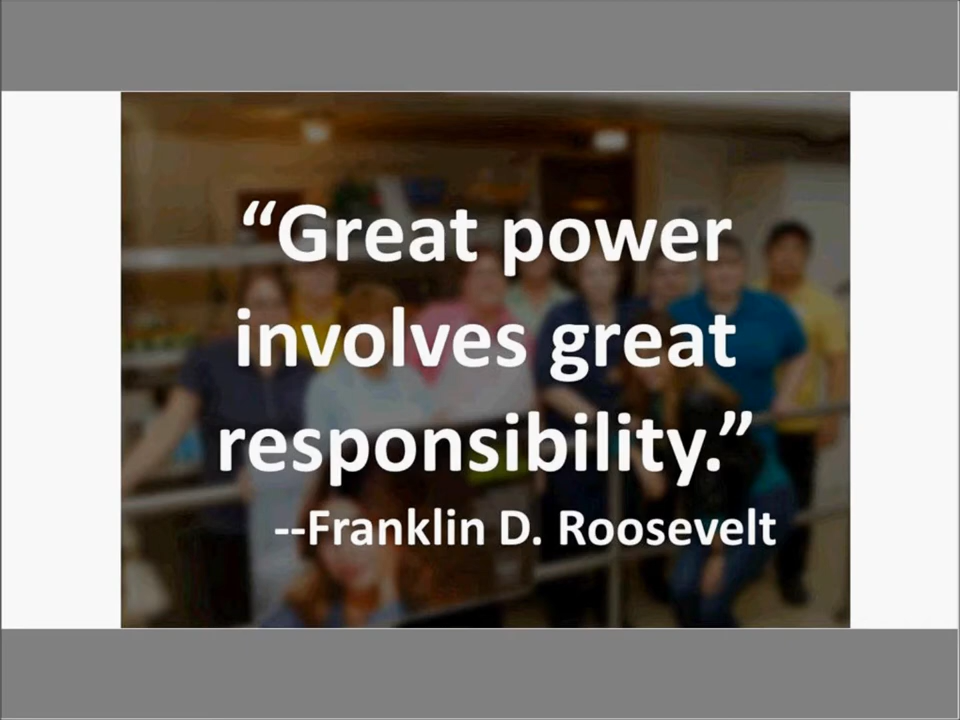 “Great power
involves great
responsibility.”
--Franklin D. Roosevelt